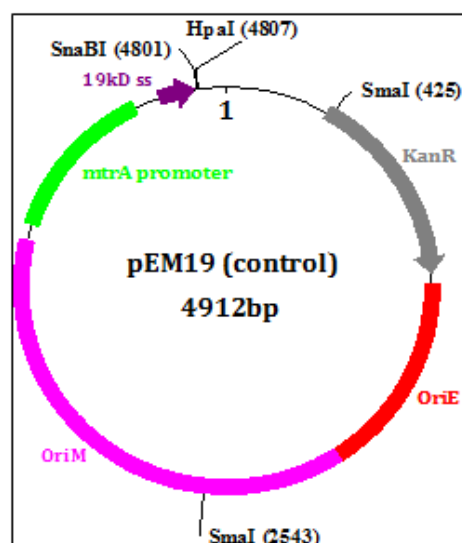 HpaI (4807)
SnaBI (4801)
19kD ss
SmaI (425)
1
KanR
mtrA promoter
pEM19 (control)
4912bp
OriE
OriM
SmaI (2543)